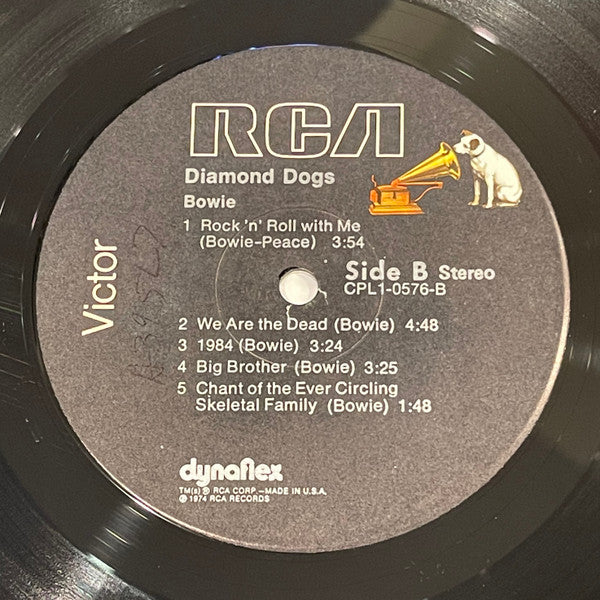 RCA
Diamond Dogs
Bowie
1 Rock 'n' Roll with Me
(Bowie-Peace) 3:54
Side B Stereo
CPL1-0576-B
Victor
2 We Are the Dead (Bowie) 4:48
3 1984 (Bowie) 3:24
4 Big Brother (Bowie) 3:25
5 Chant of the Ever Circling
Skeletal Family (Bowie) 1:48
dynaflex
TM(s) ® RCA CORP.—MADE IN U.S.A.
℗ 1974 RCA RECORDS